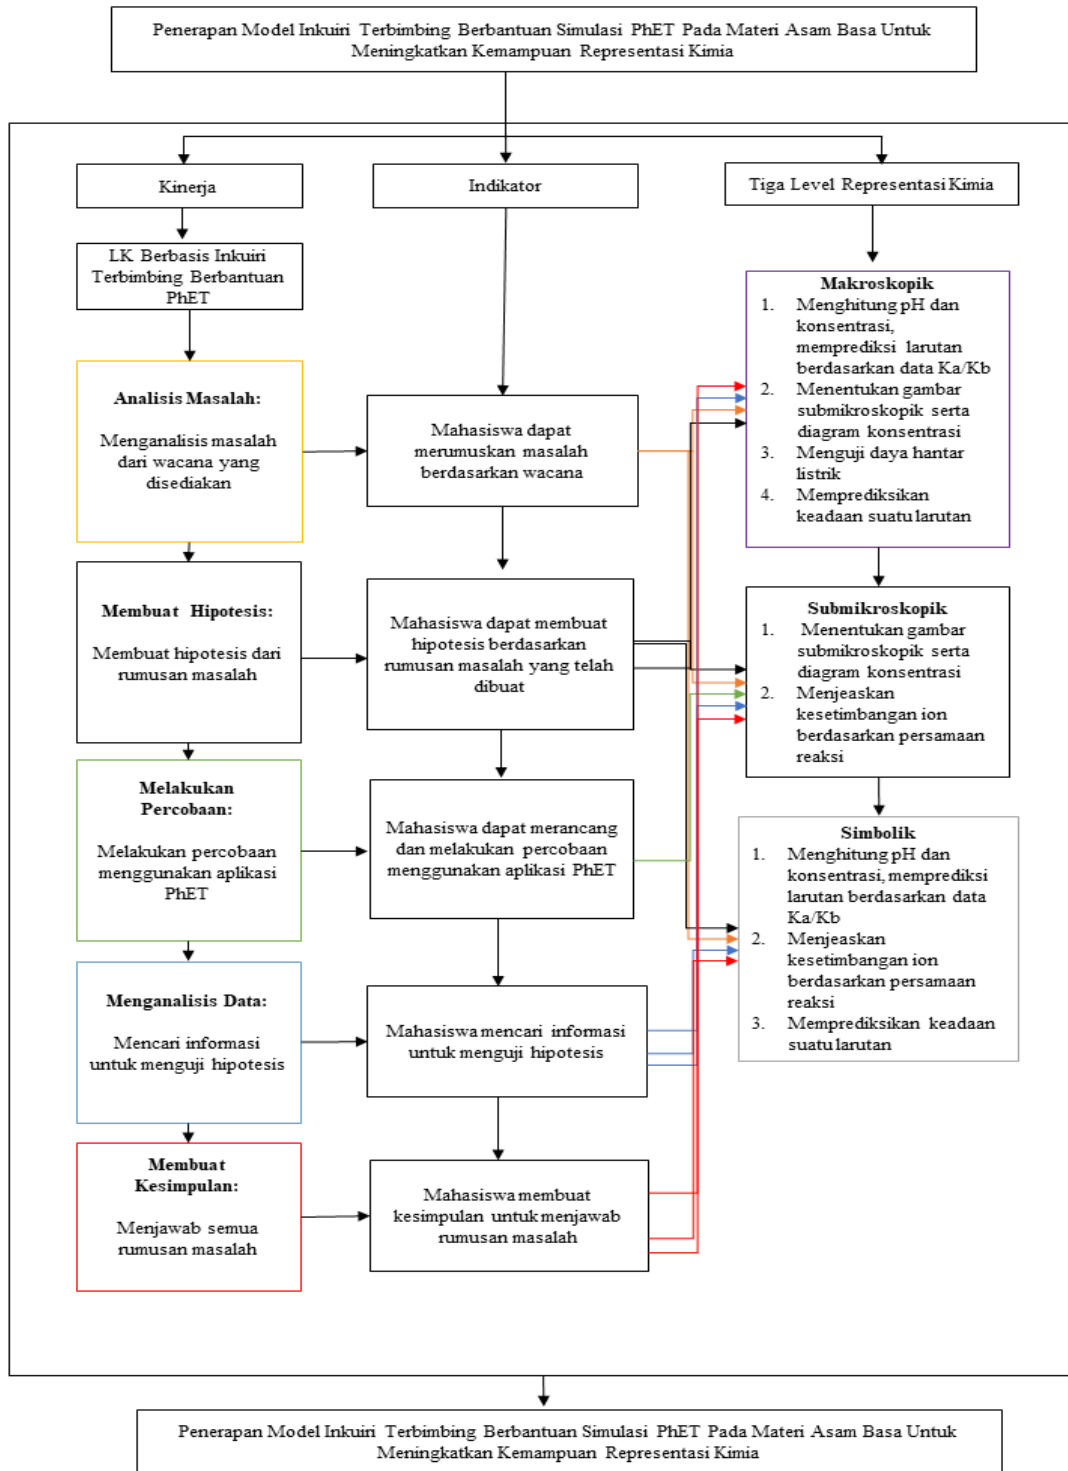 Penerapan Model Inkuiri Terbimbing Berbantuan Simulasi PhET Pada Materi Asam Basa Untuk
Meningkatkan Kemampuan Representasi Kimia
Kinerja
Indikator
Tiga Level Representasi Kimia
LK Berbasis Inkuiri
Terbimbing Berbantuan
PhET
Analisis Masalah:
Menganalisis masalah
dari wacana yang
disediakan
Mahasiswa dapat
merumuskan masalah
berdasarkan wacana
Makroskopik
1. Menghitung pH dan
konsentrasi,
memprediksi larutan
berdasarkan data Ka/Kb
2. Menentukan gambar
submikroskopik serta
diagram konsentrasi
3. Menguji daya hantar
listrik
4. Memprediksikan
keadaan suatu larutan
Membuat Hipotesis:
Membuat hipotesis dari
rumusan masalah
Mahasiswa dapat membuat
hipotesis berdasarkan
rumusan masalah yang telah
dibuat
Submikroskopik
1. Menentukan gambar
submikroskopik serta
diagram konsentrasi
2. Menjeaskan
kesetimbangan ion
berdasarkan persamaan
reaksi
Melakukan
Percobaan:
Melakukan percobaan
menggunakan aplikasi
PhET
Mahasiswa dapat merancang
dan melakukan percobaan
menggunakan aplikasi PhET
Simbolik
1. Menghitung pH dan
konsentrasi, memprediksi
larutan berdasarkan data
Ka/Kb
2. Menjeaskan
kesetimbangan ion
berdasarkan persamaan
reaksi
3. Memprediksikan keadaan
suatu larutan
Menganalisis Data:
Mencari informasi
untuk menguji hipotesis
Mahasiswa mencari informasi
untuk menguji hipotesis
Membuat
Kesimpulan:
Menjawab semua
rumusan masalah
Mahasiswa membuat
kesimpulan untuk menjawab
rumusan masalah
Penerapan Model Inkuiri Terbimbing Berbantuan Simulasi PhET Pada Materi Asam Basa Untuk
Meningkatkan Kemampuan Representasi Kimia